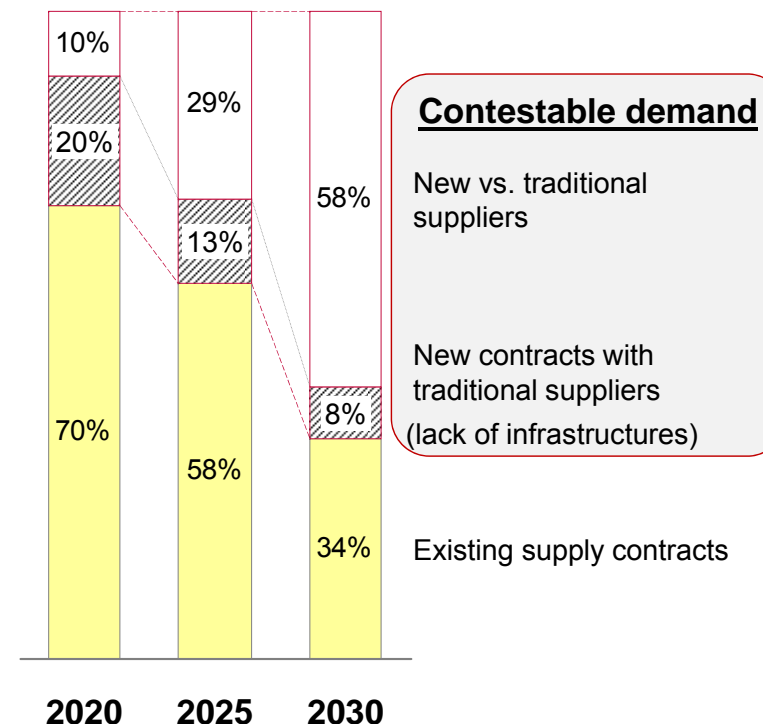 10%
20%
70%
29%
13%
58%
58%
8%
34%
Contestable demand
New vs. traditional
suppliers
New contracts with
traditional suppliers
(lack of infrastructures)
Existing supply contracts
2020 2025 2030